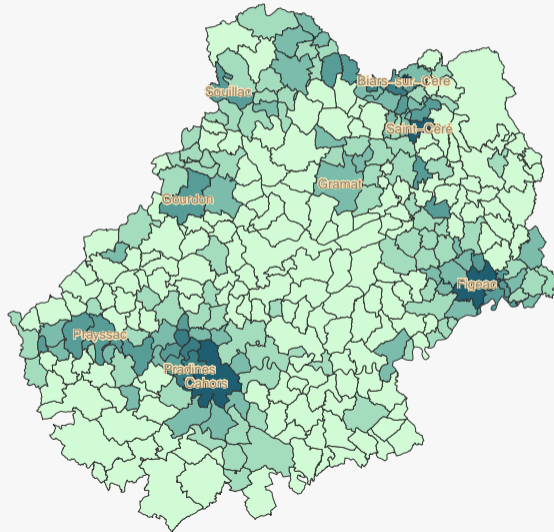 Biars-sur-Cère
Souillac
Saint-Céré
Gramat
Gourdon
Figeac
Prayssac
Pradines
Cahors